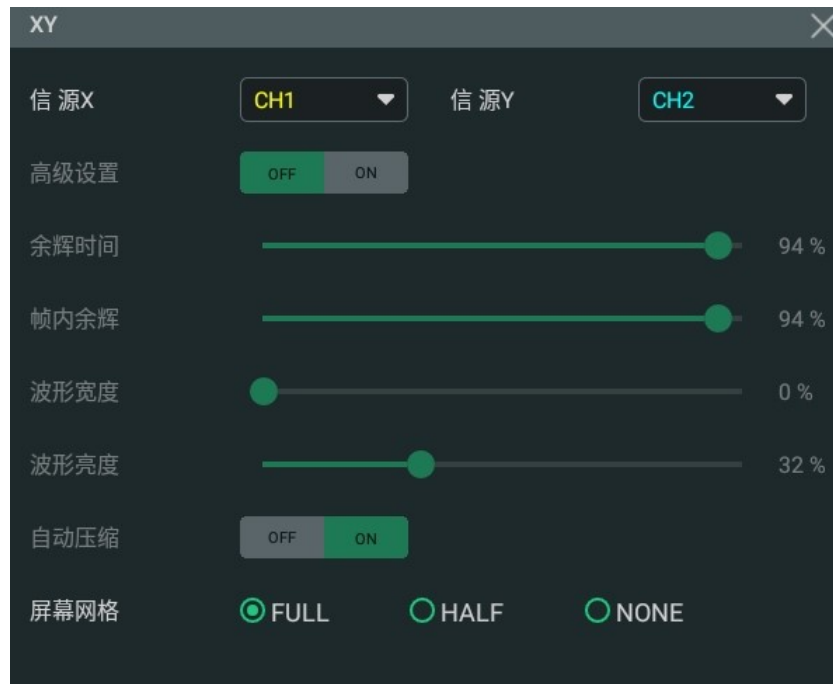 XY
信 源X CH1 信 源Y CH2
高级设置 OFF ON
余辉时间 94 %
帧内余辉 94 %
波形宽度 0 %
波形亮度 32 %
自动压缩 OFF ON
屏幕网格 FULL HALF NONE